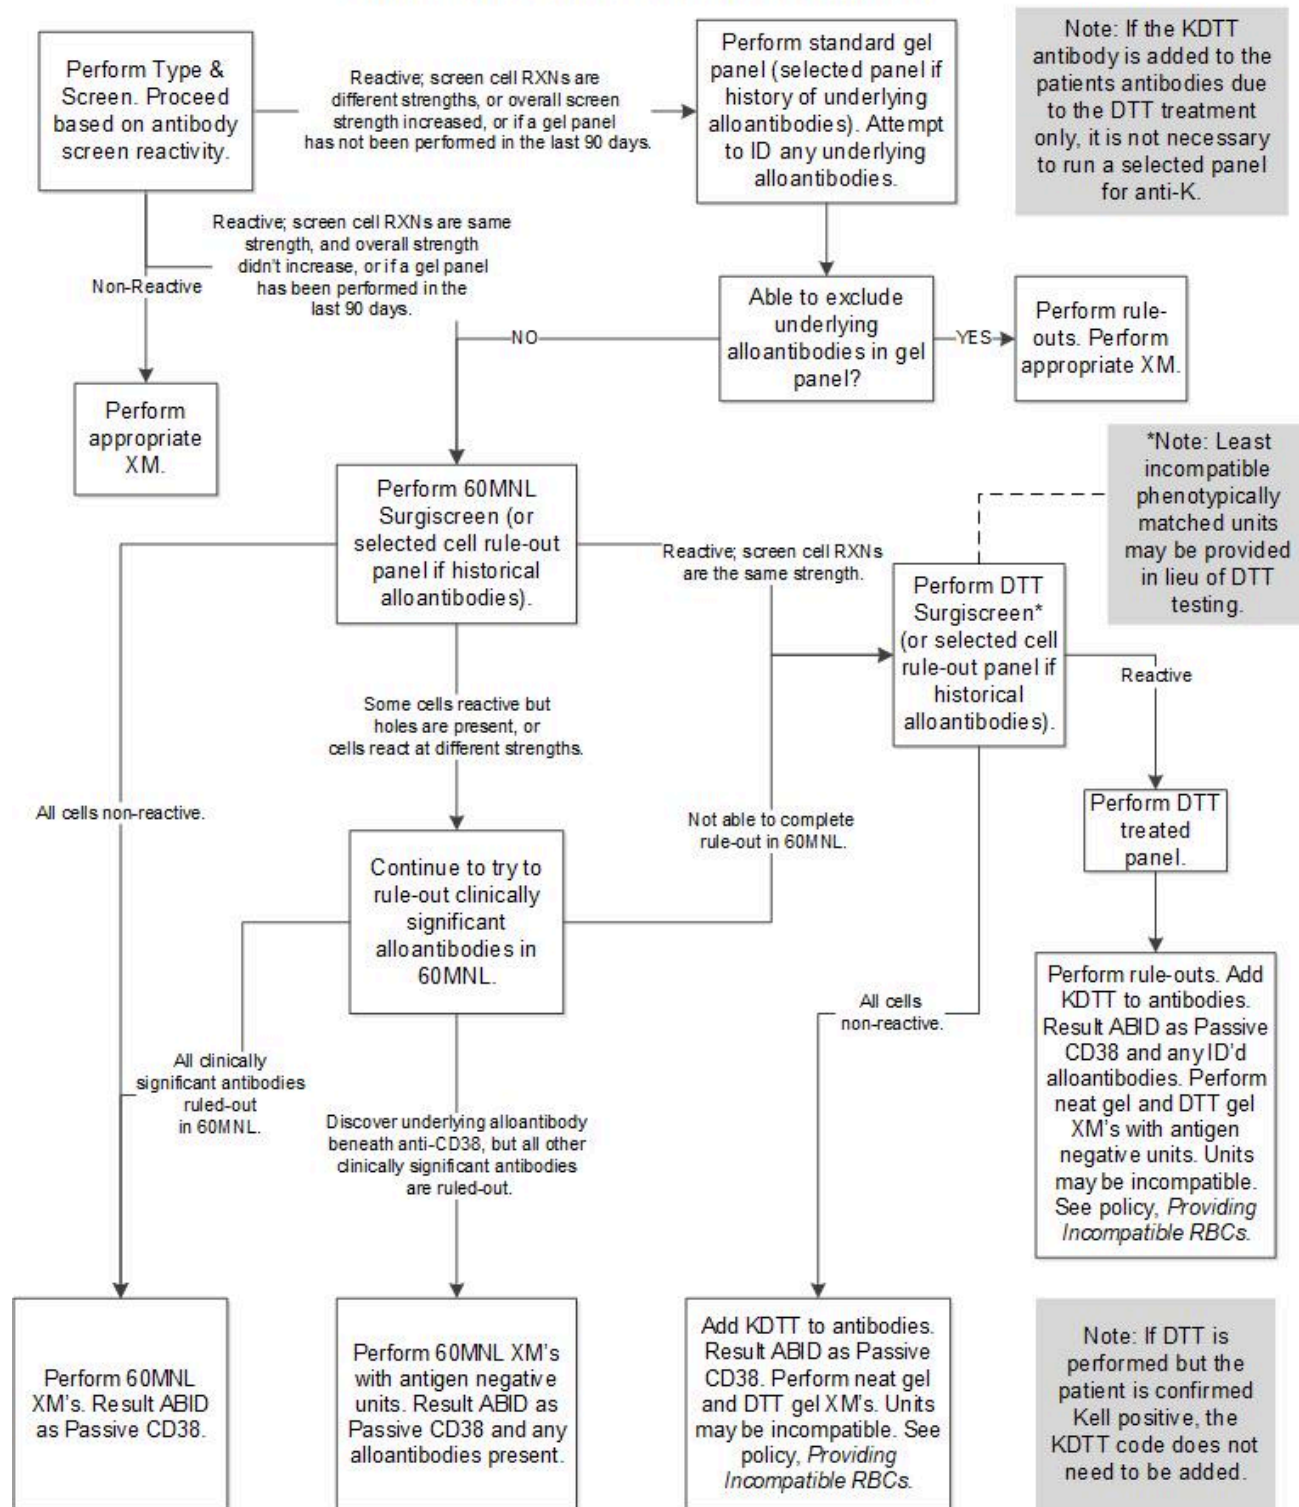 Perform Type &
Screen. Proceed
based on antibody
screen reactivity.
Reactive; screen cell RXNs are
different strengths, or overall screen
strength increased, or if a gel panel
has not been performed in the last 90 days.
Perform standard gel
panel (selected panel if
history of underlying
alloantibodies). Attempt
to ID any underlying
alloantibodies.
Note: If the KDTT
antibody is added to the
patients antibodies due
to the DTT treatment
only, it is not necessary
to run a selected panel
for anti-K.
Reactive; screen cell RXNs are same
strength, and overall strength
didn't increase, or if a gel panel
has been performed in the
last 90 days.
Non-Reactive
Perform
appropriate
XM.
Able to exclude
underlying
alloantibodies in gel
panel?
NO
YES
Perform rule-
outs. Perform
appropriate XM.
*Note: Least
incompatible
phenotypically
matched units
may be provided
in lieu of DTT
testing.
Perform 60MNL
Surgiscreen (or
selected cell rule-out
panel if historical
alloantibodies).
Reactive; screen cell RXNs
are the same strength.
Perform DTT
Surgiscreen*
(or selected cell
rule-out panel if
historical
alloantibodies).
Reactive
Some cells reactive but
holes are present, or
cells react at different strengths.
All cells non-reactive.
Not able to complete
rule-out in 60MNL.
Perform DTT
treated
panel.
Continue to try to
rule-out clinically
significant
alloantibodies in
60MNL.
All cells
non-reactive.
Perform rule-outs. Add
KDTT to antibodies.
Result ABID as Passive
CD38 and any ID'd
alloantibodies. Perform
neat gel and DTT gel
XM's with antigen
negative units. Units
may be incompatible.
See policy, Providing
Incompatible RBCs.
All clinically
significant antibodies
ruled-out
in 60MNL.
Discover underlying alloantibody
beneath anti-CD38, but all other
clinically significant antibodies
are ruled-out.
Perform 60MNL
XM's. Result ABID
as Passive CD38.
Perform 60MNL XM's
with antigen negative
units. Result ABID as
Passive CD38 and any
alloantibodies present.
Add KDTT to antibodies.
Result ABID as Passive
CD38. Perform neat gel
and DTT gel XM's. Units
may be incompatible. See
policy, Providing
Incompatible RBCs.
Note: If DTT is
performed but the
patient is confirmed
Kell positive, the
KDTT code does not
need to be added.